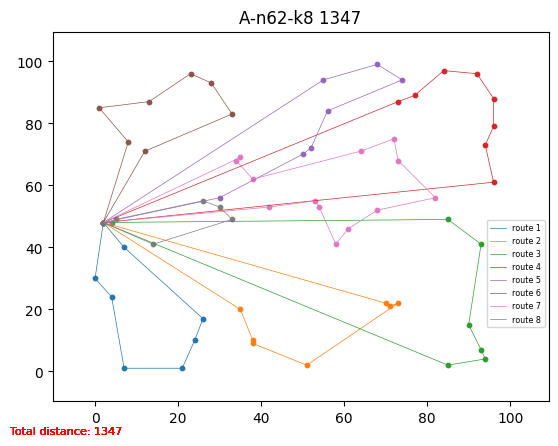 A-n62-k8 1347
100
80
60
40
20
0
0 20 40 60 80 100
route 1
route 2
route 3
route 4
route 5
route 6
route 7
route 8
Total distance: 1347